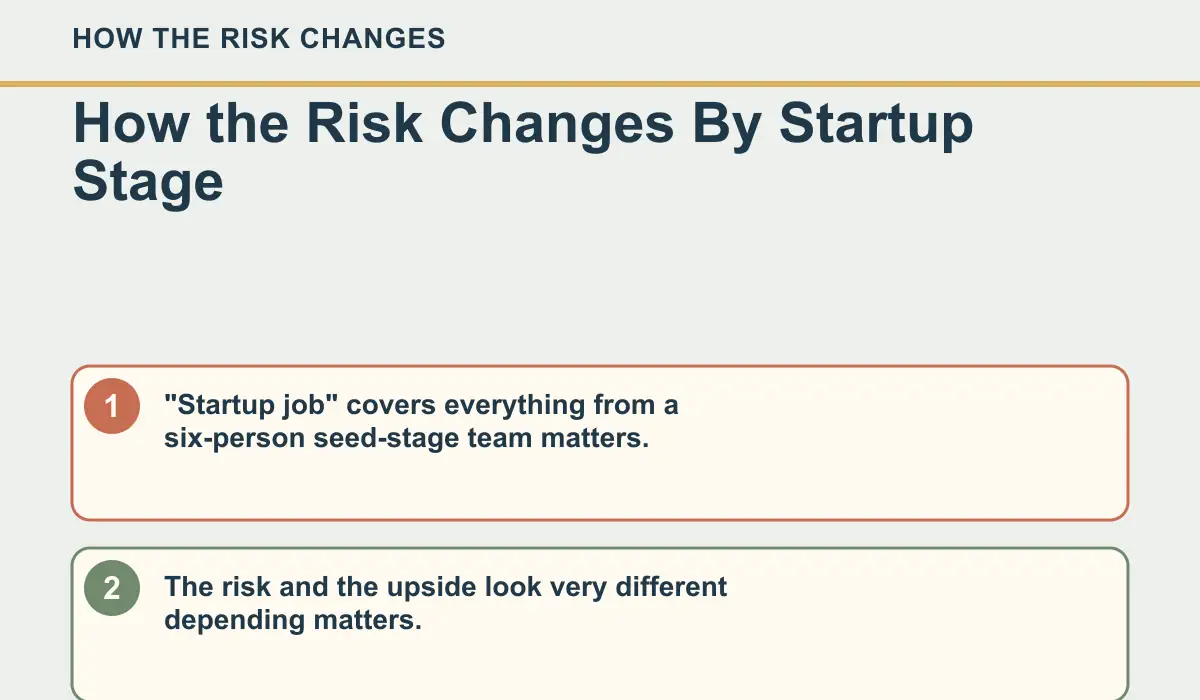 HOW THE RISK CHANGES
How the Risk Changes By Startup
Stage
1
"Startup job" covers everything from a
six-person seed-stage team matters.
2
The risk and the upside look very different
depending matters.